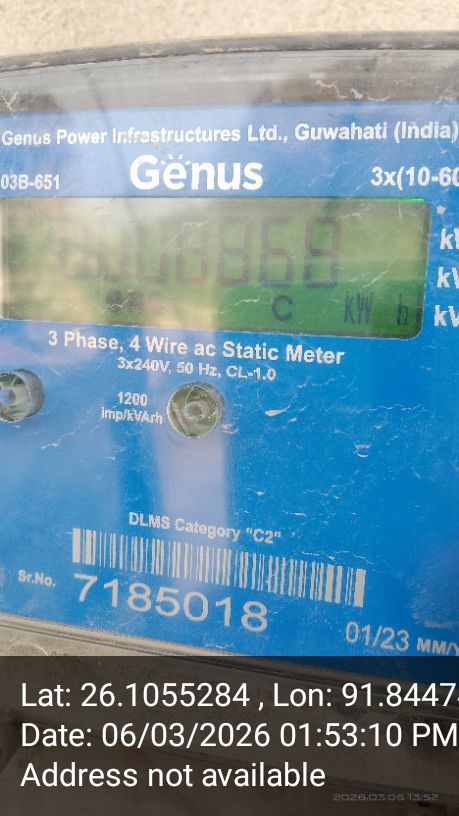 Genus Power Infrastructures Ltd., Guwahati (India)
03B-651
Genus
3x(10-60
kW h
C
3 Phase, 4 Wire ac Static Meter
3x240V, 50 Hz, CL-1.0
1200
imp/kVArh
DLMS Category "C2"
Sr.No.
7185018
01/23 MM/Y
Lat: 26.1055284 , Lon: 91.8447
Date: 06/03/2026 01:53:10 PM
Address not available
2026.03.06 13:52